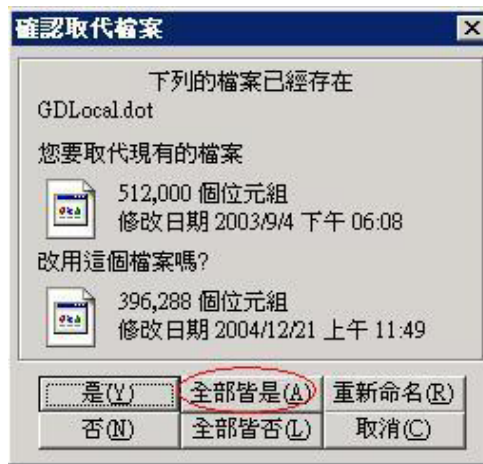 確認取代檔案
下列的檔案已經存在
GDLocal.dot
您要取代現有的檔案
512,000 個位元組
修改日期 2003/9/4 下午 06:08
改用這個檔案嗎?
396,288 個位元組
修改日期 2004/12/21 上午 11:49
是(Y) 全部皆是(A) 重新命名(R)
否(N) 全部皆否(L) 取消(C)